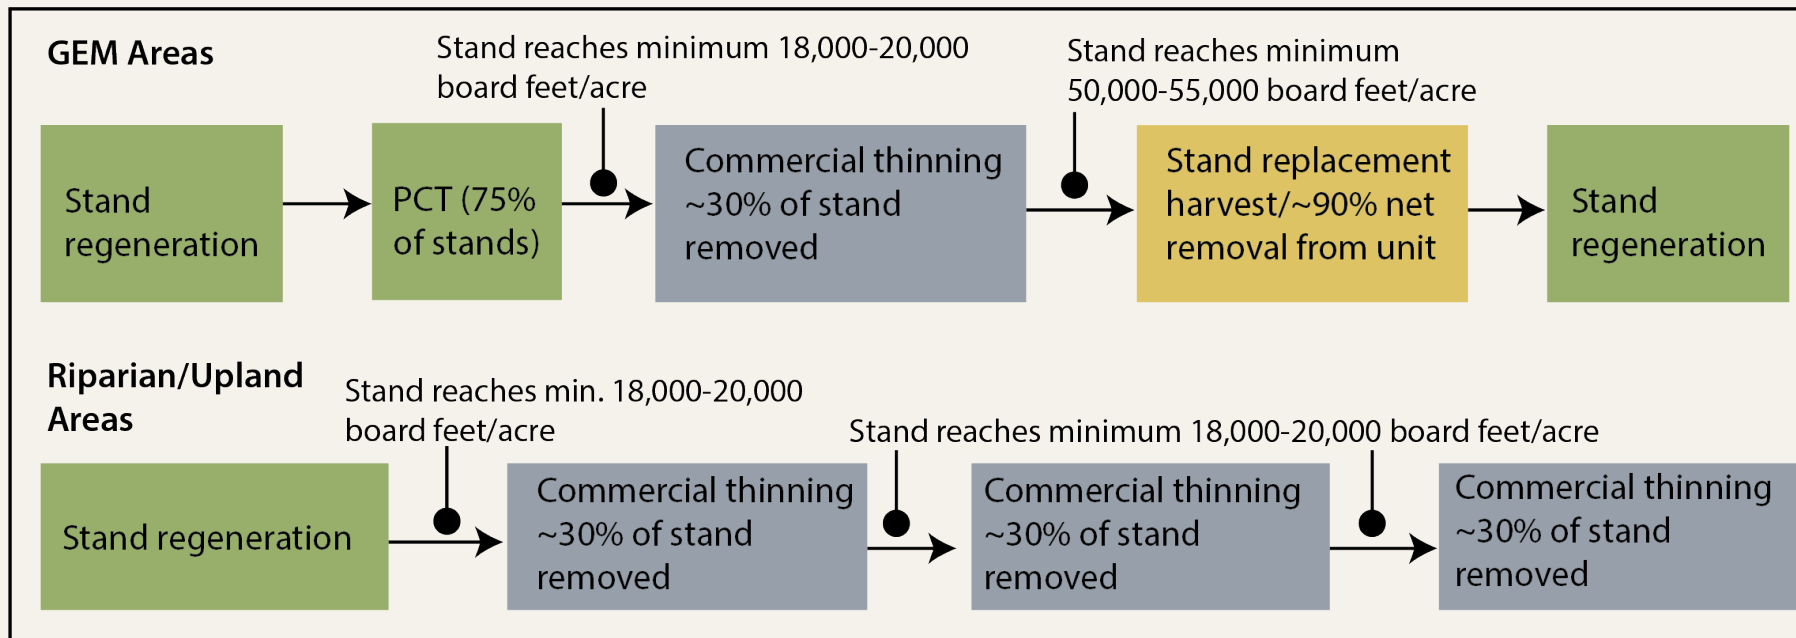 GEM Areas
Stand reaches minimum 18,000-20,000
board feet/acre
Stand reaches minimum
50,000-55,000 board feet/acre
Stand
regeneration
PCT (75%
of stands)
Commercial thinning
~30% of stand
removed
Stand replacement
harvest/~90% net
removal from unit
Stand
regeneration
Riparian/Upland
Areas
Stand reaches min. 18,000-20,000
board feet/acre
Stand reaches minimum 18,000-20,000 board feet/acre
Stand regeneration
Commercial thinning
~30% of stand
removed
Commercial thinning
~30% of stand
removed
Commercial thinning
~30% of stand
removed